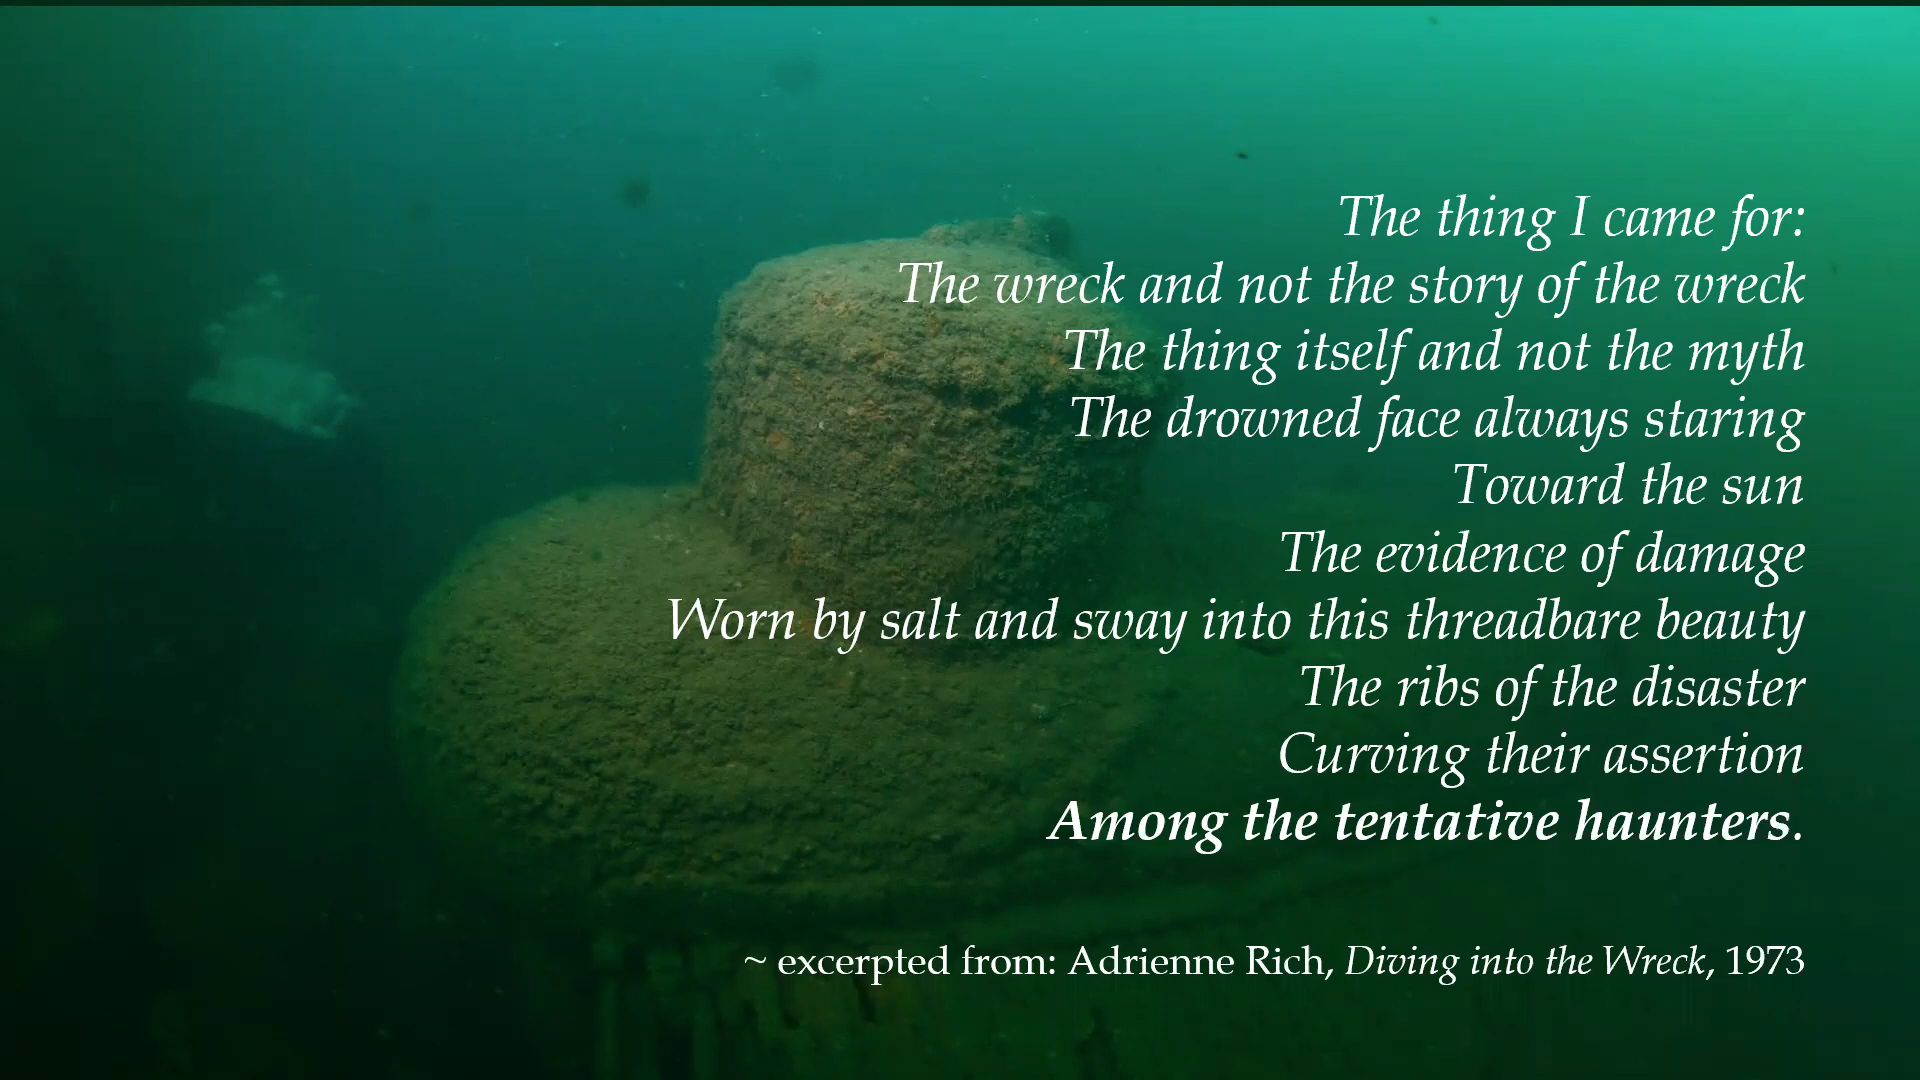 The thing I came for:
The wreck and not the story of the wreck
The thing itself and not the myth
The drowned face always staring
Toward the sun
The evidence of damage
Worn by salt and sway into this threadbare beauty
The ribs of the disaster
Curving their assertion
Among the tentative haunters.
~ excerpted from: Adrienne Rich, Diving into the Wreck, 1973